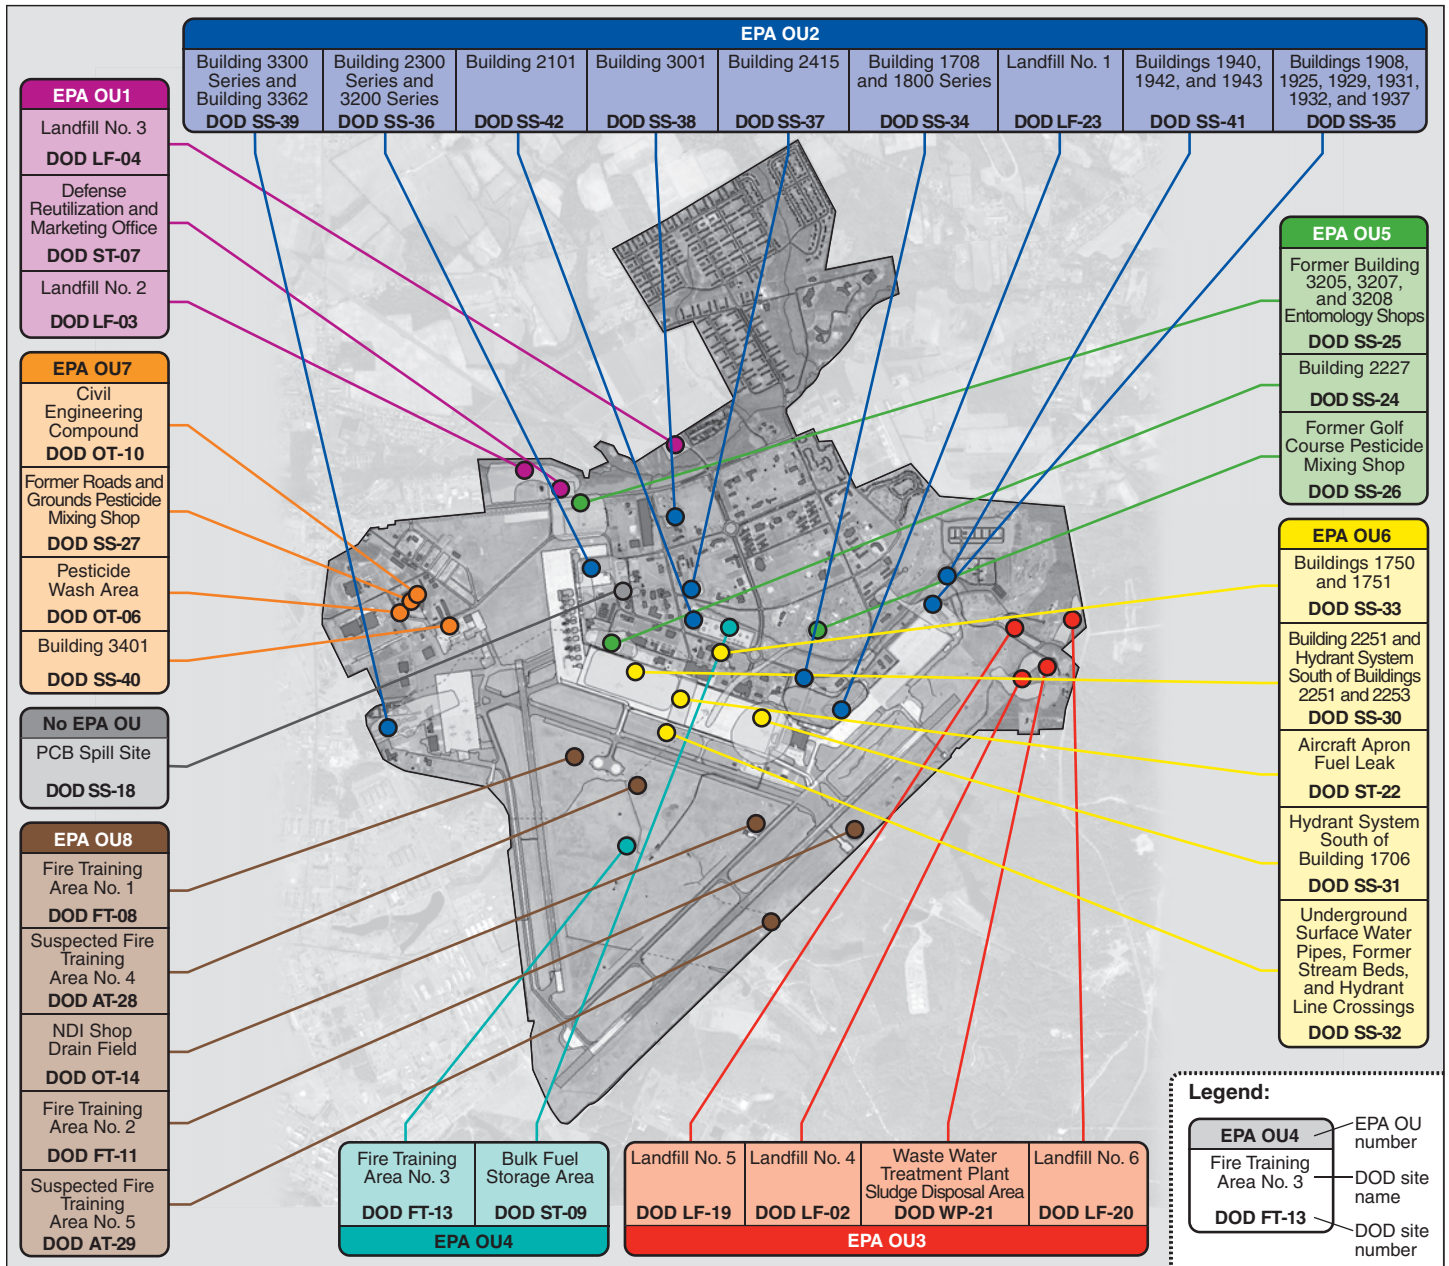 EPA OU2
Building 3300
Series and
Building 3362
DOD SS-39
Building 2300
Series and
3200 Series
DOD SS-36
Building 2101
DOD SS-42
Building 3001
DOD SS-38
Building 2415
DOD SS-37
Building 1708
and 1800 Series
DOD SS-34
Landfill No. 1
DOD LF-23
Buildings 1940,
1942, and 1943
DOD SS-41
Buildings 1908,
1925, 1929, 1931,
1932, and 1937
DOD SS-35
EPA OU1
Landfill No. 3
DOD LF-04
Defense
Reutilization and
Marketing Office
DOD ST-07
Landfill No. 2
DOD LF-03
EPA OU7
Civil
Engineering
Compound
DOD OT-10
Former Roads and
Grounds Pesticide
Mixing Shop
DOD SS-27
Pesticide
Wash Area
DOD OT-06
Building 3401
DOD SS-40
No EPA OU
PCB Spill Site
DOD SS-18
EPA OU8
Fire Training
Area No. 1
DOD FT-08
Suspected Fire
Training
Area No. 4
DOD AT-28
NDI Shop
Drain Field
DOD OT-14
Fire Training
Area No. 2
DOD FT-11
Suspected Fire
Training
Area No. 5
DOD AT-29
EPA OU5
Former Building
3205, 3207,
and 3208
Entomology Shops
DOD SS-25
Building 2227
DOD SS-24
Former Golf
Course Pesticide
Mixing Shop
DOD SS-26
EPA OU6
Buildings 1750
and 1751
DOD SS-33
Building 2251 and
Hydrant System
South of Buildings
2251 and 2253
DOD SS-30
Aircraft Apron
Fuel Leak
DOD ST-22
Hydrant System
South of
Building 1706
DOD SS-31
Underground
Surface Water
Pipes, Former
Stream Beds,
and Hydrant
Line Crossings
DOD SS-32
Fire Training
Area No. 3
DOD FT-13
Bulk Fuel
Storage Area
DOD ST-09
EPA OU4
Landfill No. 5
DOD LF-19
Landfill No. 4
DOD LF-02
Waste Water
Treatment Plant
Sludge Disposal Area
DOD WP-21
Landfill No. 6
DOD LF-20
EPA OU3
Legend:
EPA OU4
Fire Training
Area No. 3
DOD FT-13
EPA OU
number
DOD site
name
DOD site
number